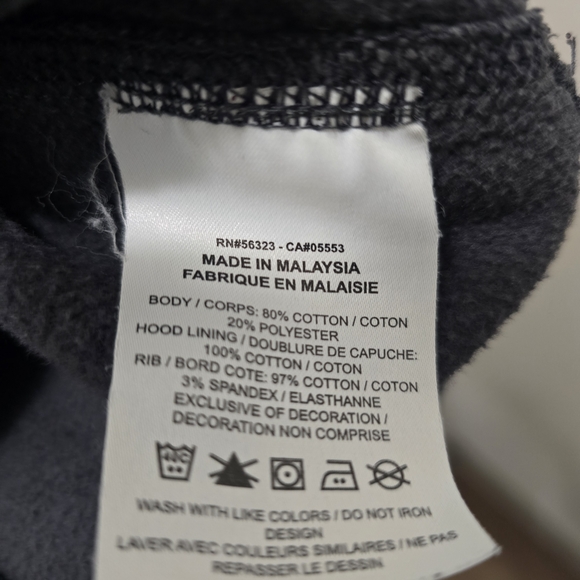 RN#56323 - CA#05553
MADE IN MALAYSIA
FABRIQUE EN MALAISIE
BODY / CORPS: 80% COTTON / COTON
20% POLYESTER
HOOD LINING / DOUBLURE DE CAPUCHE:
100% COTTON / COTON
RIB / BORD COTE: 97% COTTON / COTON
3% SPANDEX / ELASTHANNE
EXCLUSIVE OF DECORATION /
DECORATION NON COMPRISE
WASH WITH LIKE COLORS / DO NOT IRON
DESIGN
LAVER AVEC COULEURS SIMILAIRES / NE PAS
REPASSER LE DESSIN